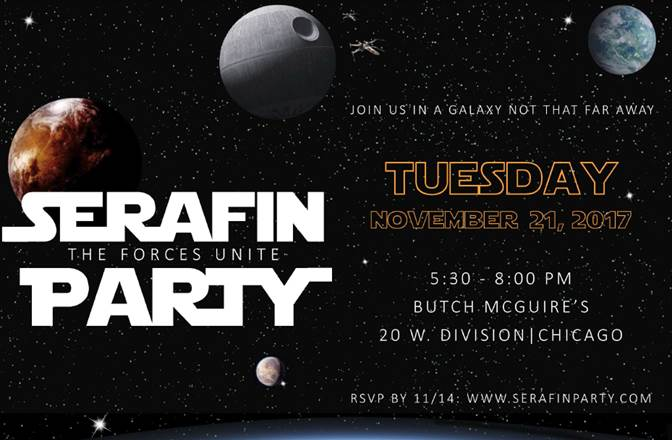 SERAFIN
THE FORCES UNITE
PARTY
JOIN US IN A GALAXY NOT THAT FAR AWAY
TUESDAY
NOVEMBER 21, 2017
5:30 - 8:00 PM
BUTCH MCGUIRE'S
20 W. DIVISION|CHICAGO
RSVP BY 11/14: WWW.SERAFINPARTY.COM